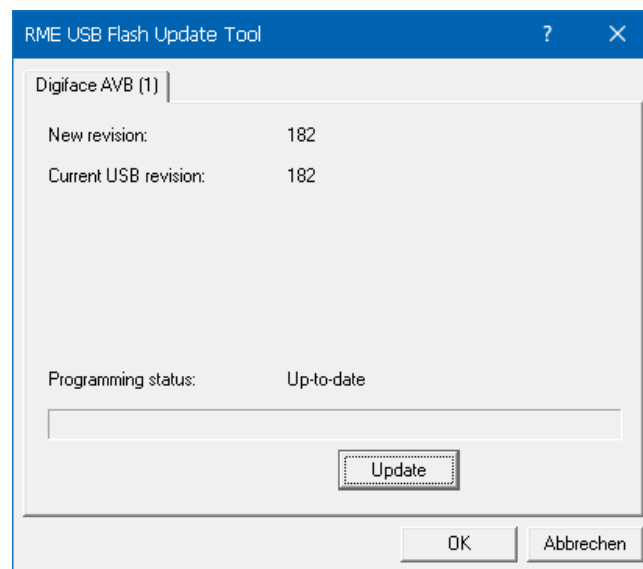 RME USB Flash Update Tool ?
Digiface AVB (1)
New revision: 182
Current USB revision: 182
Programming status: Up-to-date
Update
OK Abbrechen